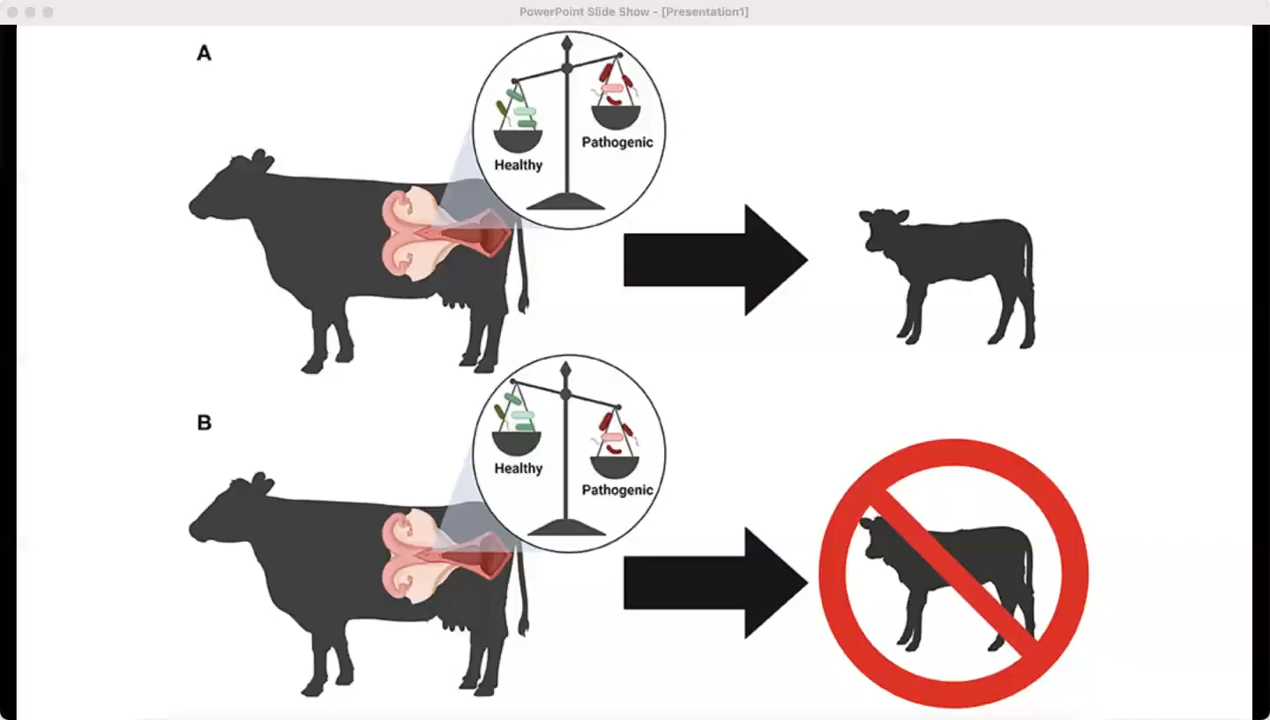 PowerPoint Slide Show - [Presentation1]
A
Pathogenic
Healthy
B
Healthy
Pathogenic